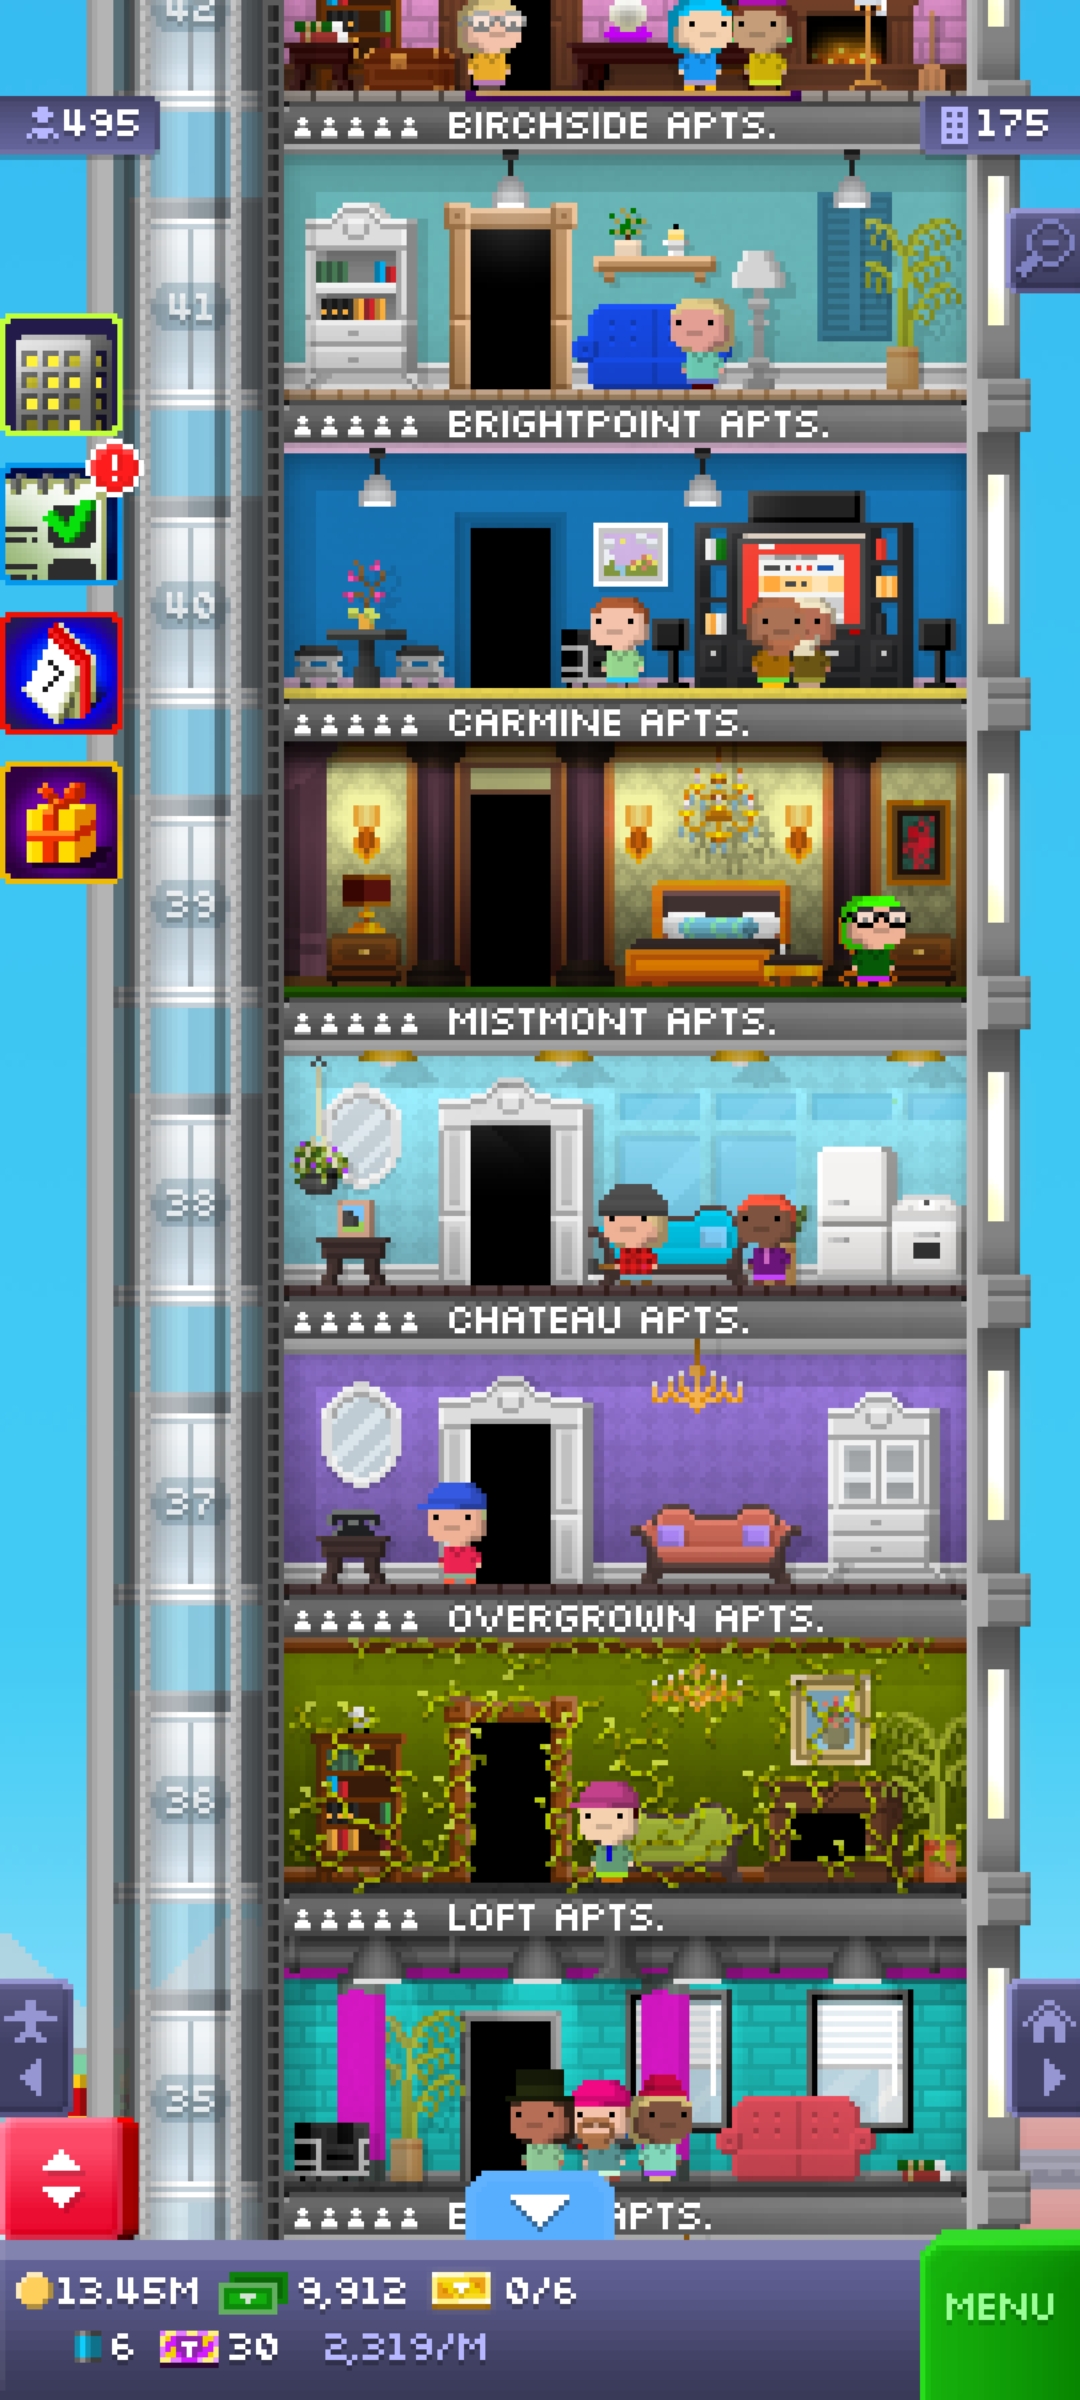 42
495
BIRCHSIDE APTS.
175
41
BRIGHTPOINT APTS.
40
CARMINE APTS.
39
MISTMONT APTS.
38
CHATEAU APTS.
37
OVERGROWN APTS.
36
LOFT APTS.
35
APTS.
13.45M 9,912 0/6
6 30 2,319/M
MENU